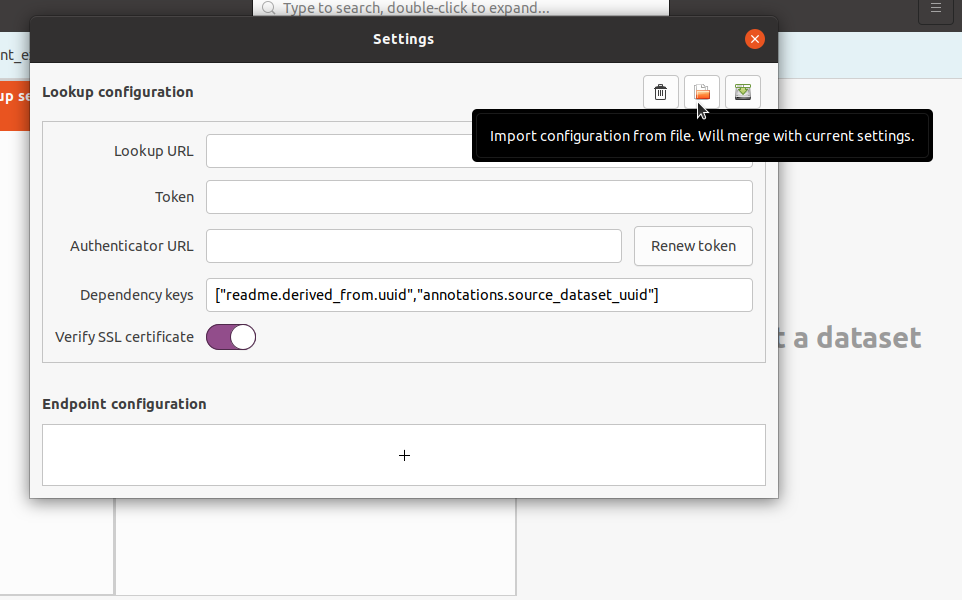 Type to search, double-click to expand...
Settings
nt_e
up se
Lookup configuration
Import configuration from file. Will merge with current settings.
Lookup URL
Token
Authenticator URL
Renew token
Dependency keys
["readme.derived_from.uuid","annotations.source_dataset_uuid"]
Verify SSL certificate
t a dataset
Endpoint configuration
+